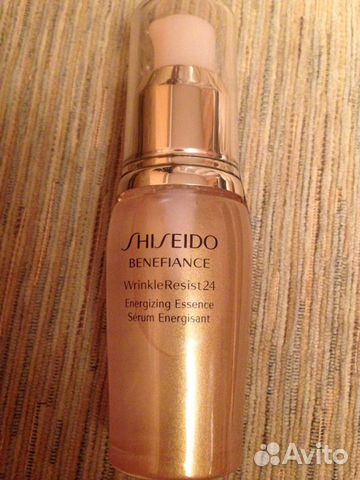 SHISEIDO
BENEFIANCE
WrinkleResist24
Energizing Essence
Sérum Energisant
Avito